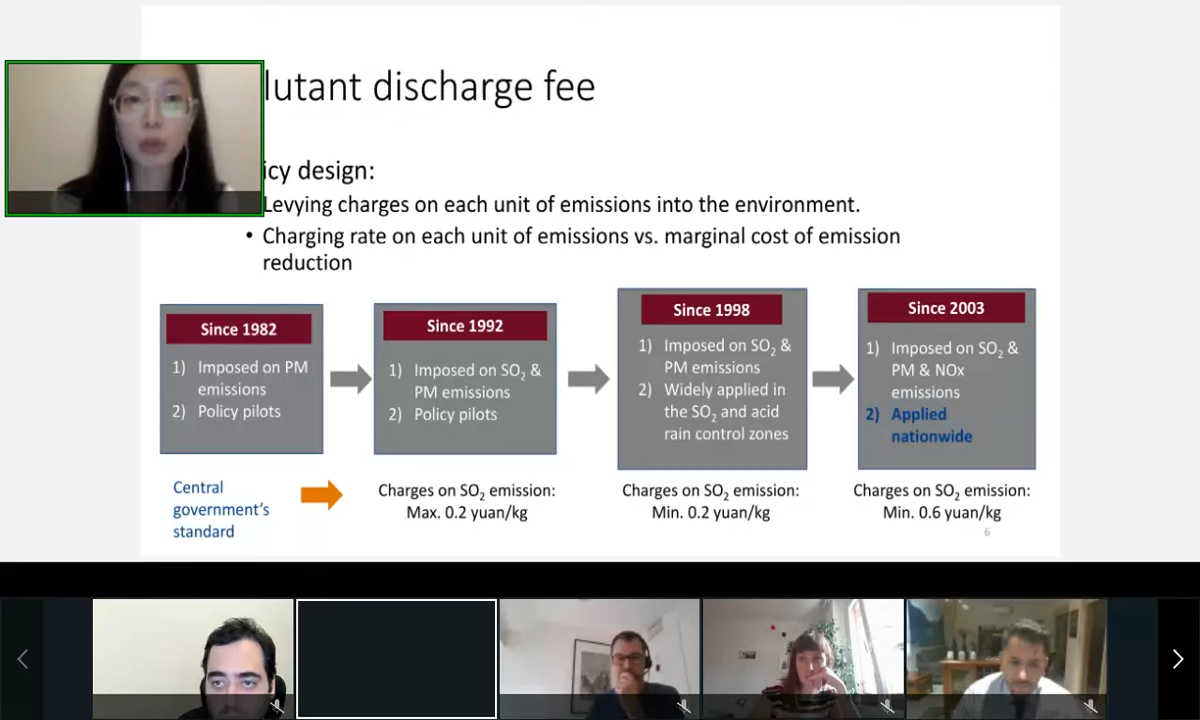 lutant discharge fee
icy design:
Levying charges on each unit of emissions into the environment.
• Charging rate on each unit of emissions vs. marginal cost of emission
reduction
Since 1982
1) Imposed on PM
emissions
2) Policy pilots
Since 1992
1) Imposed on SO₂ &
PM emissions
2) Policy pilots
Since 1998
1) Imposed on SO₂ &
PM emissions
2) Widely applied in
the SO₂ and acid
rain control zones
Since 2003
1) Imposed on SO₂ &
PM & NOx
emissions
2) Applied
nationwide
Central
government's
standard
Charges on SO₂ emission:
Max. 0.2 yuan/kg
Charges on SO₂ emission:
Min. 0.2 yuan/kg
Charges on SO₂ emission:
Min. 0.6 yuan/kg
6